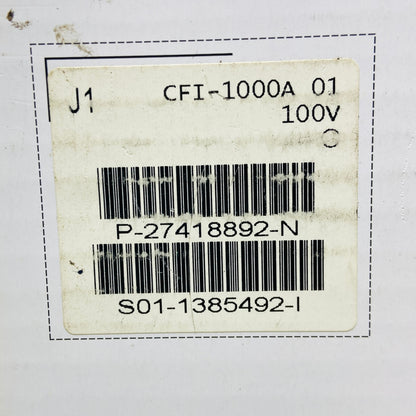 J1 CFI-1000A 01
100V
P-27418892-N
S01-1385492-I